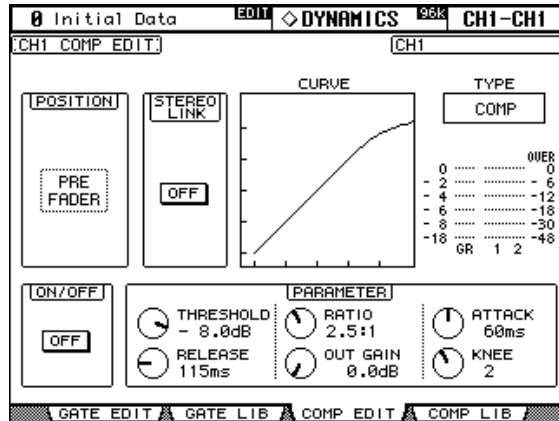 0 Initial Data EDIT ◇DYNAMICS 96K CH1-CH1
CH1 COMP EDIT CH1
POSITION
PRE
FADER
STEREO
LINK
OFF
CURVE
TYPE
COMP
OVER
0 0
- 2 - 6
- 4 -12
- 6 -18
- 8 -30
-18 -48
GR 1 2
ON/OFF
OFF
PARAMETER
THRESHOLD RATIO ATTACK
- 8.0dB 2.5:1 60ms
RELEASE OUT GAIN KNEE
115ms 0.0dB 2
GATE EDIT GATE LIB COMP EDIT COMP LIB